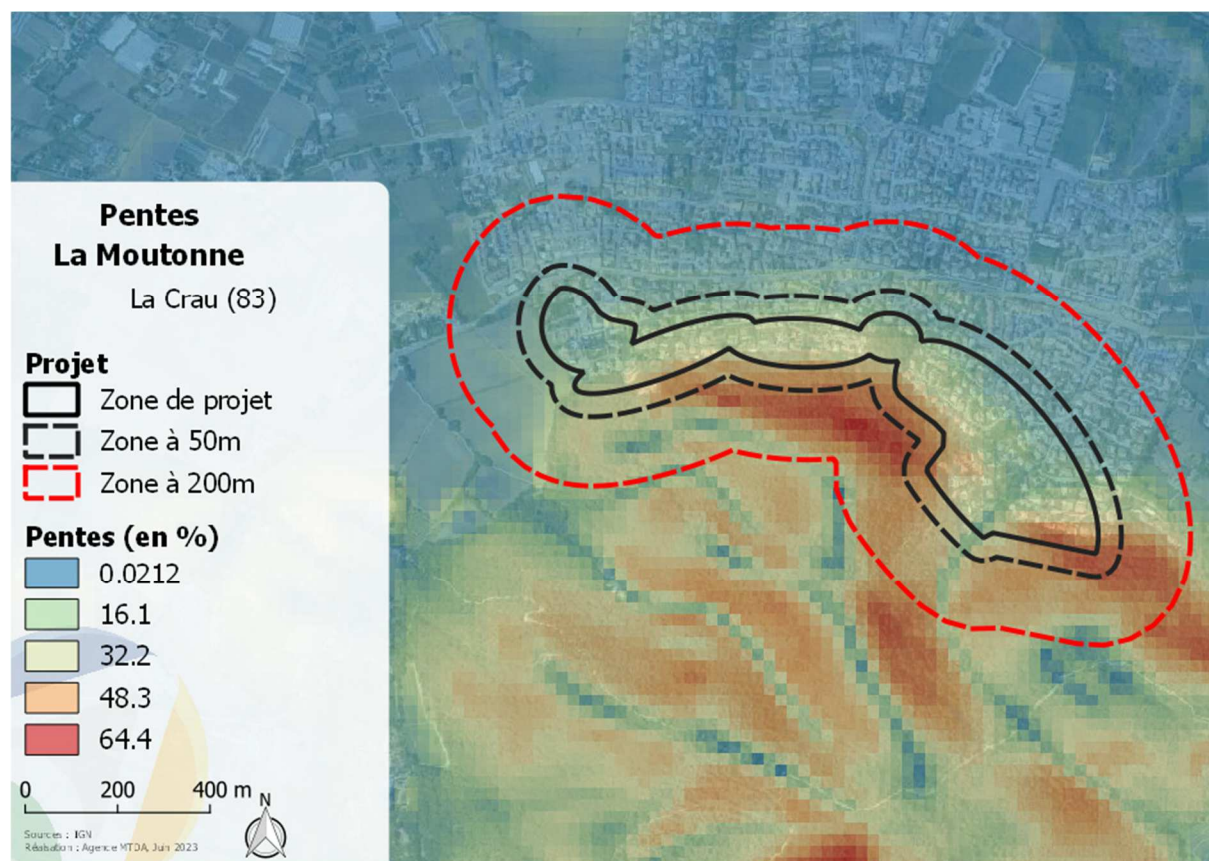 Pentes
La Moutonne
La Crau (83)
Projet
Zone de projet
Zone à 50m
Zone à 200m
Pentes (en %)
0.0212
16.1
32.2
48.3
64.4
0 200 400 m
N
Sources : IGN
Réalisation : Agence MTDA, Juin 2023